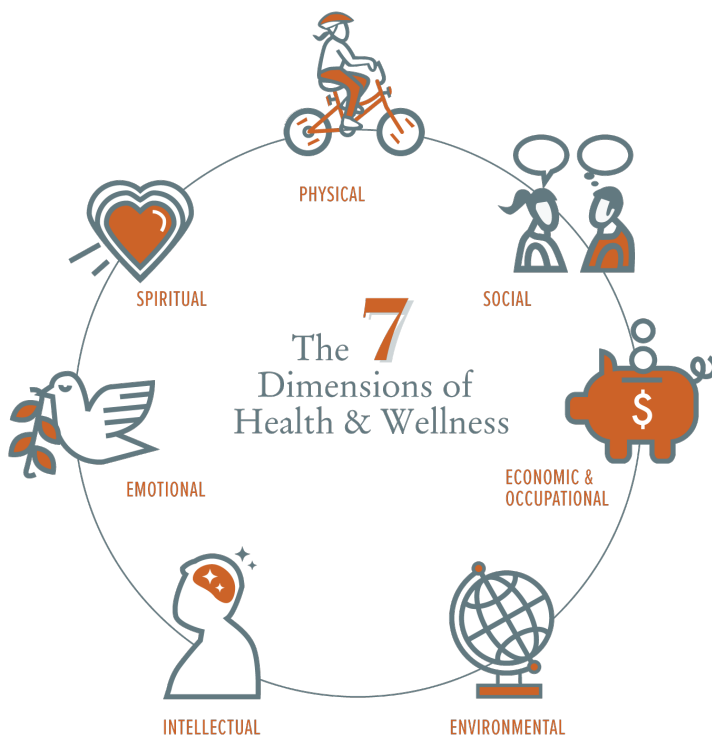 PHYSICAL
SPIRITUAL
SOCIAL
The 7
Dimensions of
Health & Wellness
$
ECONOMIC &
OCCUPATIONAL
EMOTIONAL
INTELLECTUAL
ENVIRONMENTAL